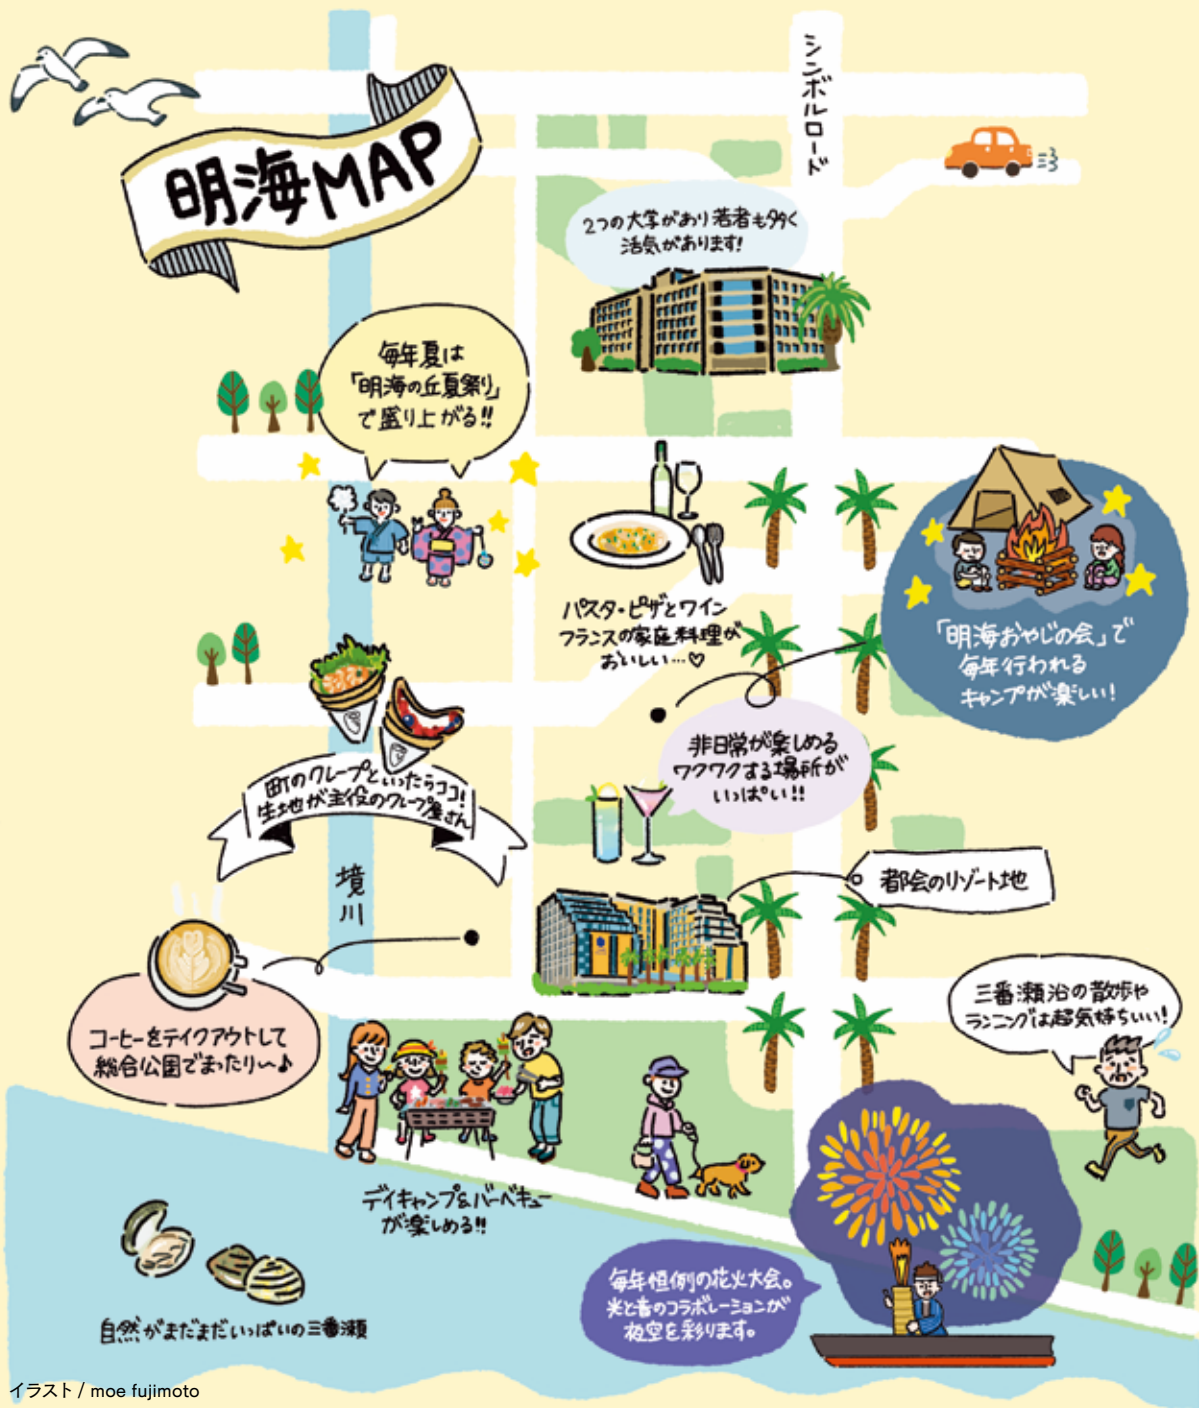 シンボルロード
明海MAP
2つの大学があり若者も多く
活気があります!
毎年夏は
「明海の丘夏祭り」
で盛り上がる!!
パスタ・ピザとワイン
フランスの家庭料理が
おいしい…♡
「明海おやじの会」で
毎年行われる
キャンプが楽しい!
非日常が楽しめる
ワクワクする場所が
いっぱい!!
町のクレープといったらココ!
生地が主役のクレープ屋さん
境川
都会のリゾート地
コーヒーをテイクアウトして
総合公園でまったり〜♪
三番瀬沿の散歩や
ランニングは超気持ちいい!
デイキャンプ&バーベキュー
が楽しめる!!
毎年恒例の花火大会。
光と音のコラボレーションが
夜空を彩ります。
自然がまだまだいっぱいの三番瀬
イラスト / moe fujimoto